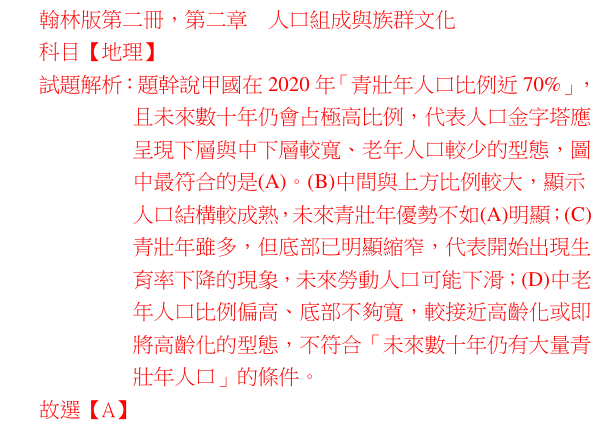 翰林版第二冊，第二章　人口組成與族群文化
科目【地理】
試題解析：題幹說甲國在 2020 年「青壯年人口比例近 70%」，
且未來數十年仍會占極高比例，代表人口金字塔應
呈現下層與中下層較寬、老年人口較少的型態，圖
中最符合的是(A)。(B)中間與上方比例較大，顯示
人口結構較成熟，未來青壯年優勢不如(A)明顯；(C)
青壯年雖多，但底部已明顯縮窄，代表開始出現生
育率下降的現象，未來勞動人口可能下滑；(D)中老
年人口比例偏高、底部不夠寬，較接近高齡化或即
將高齡化的型態，不符合「未來數十年仍有大量青
壯年人口」的條件。
故選【A】